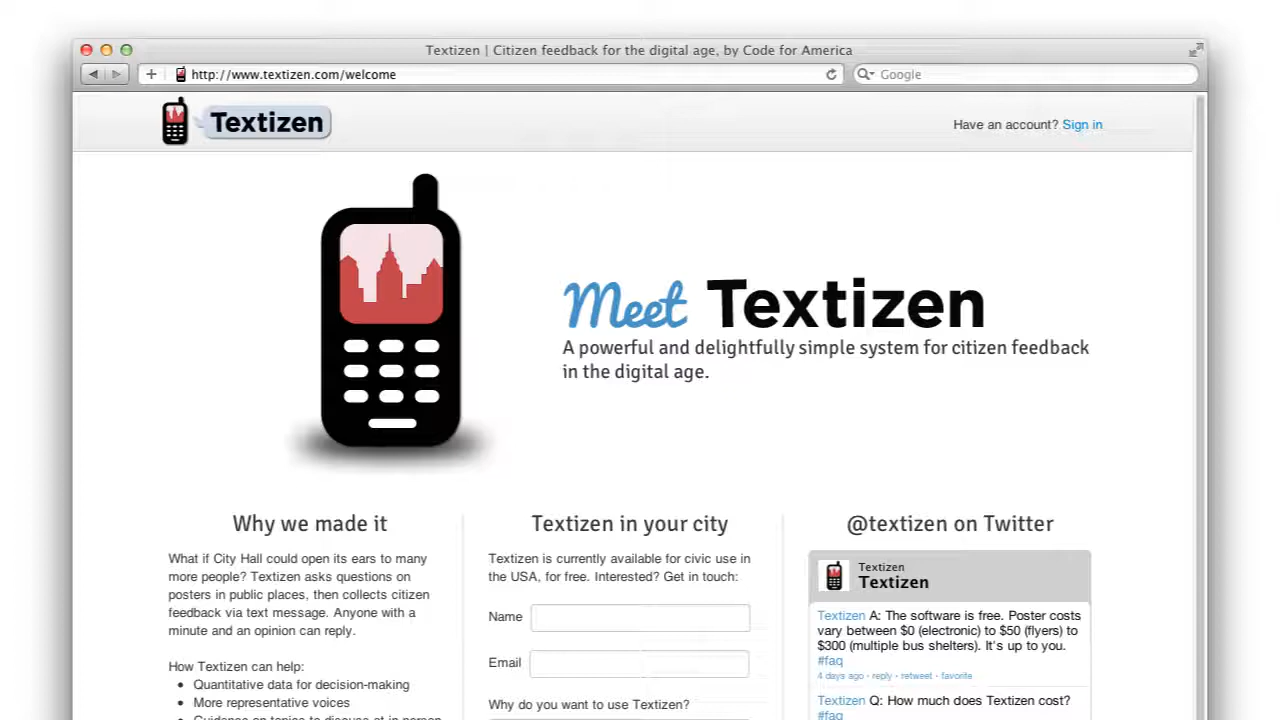 Textizen | Citizen feedback for the digital age, by Code for America
http://www.textizen.com/welcome
Google
Textizen
Have an account? Sign in
Meet Textizen
A powerful and delightfully simple system for citizen feedback
in the digital age.
Why we made it
What if City Hall could open its ears to many
more people? Textizen asks questions on
posters in public places, then collects citizen
feedback via text message. Anyone with a
minute and an opinion can reply.
How Textizen can help:
• Quantitative data for decision-making
• More representative voices
• Guidance on topics to discuss at in person
Textizen in your city
Textizen is currently available for civic use in
the USA, for free. Interested? Get in touch:
Name
Email
Why do you want to use Textizen?
@textizen on Twitter
Textizen
Textizen
Textizen A: The software is free. Poster costs
vary between $0 (electronic) to $50 (flyers) to
$300 (multiple bus shelters). It's up to you.
#faq
4 days ago · reply · retweet · favorite
Textizen Q: How much does Textizen cost?
#faq